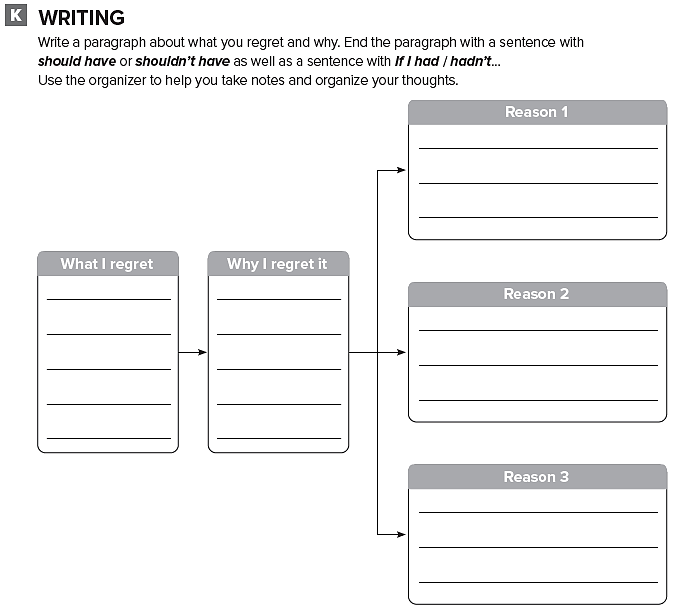 K WRITING
Write a paragraph about what you regret and why. End the paragraph with a sentence with
should have or shouldn't have as well as a sentence with If I had / hadn't...
Use the organizer to help you take notes and organize your thoughts.
Reason 1
What I regret
Why I regret it
Reason 2
Reason 3